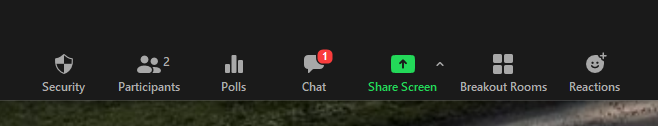 2
1
Security
Participants
Polls
Chat
Share Screen
Breakout Rooms
Reactions